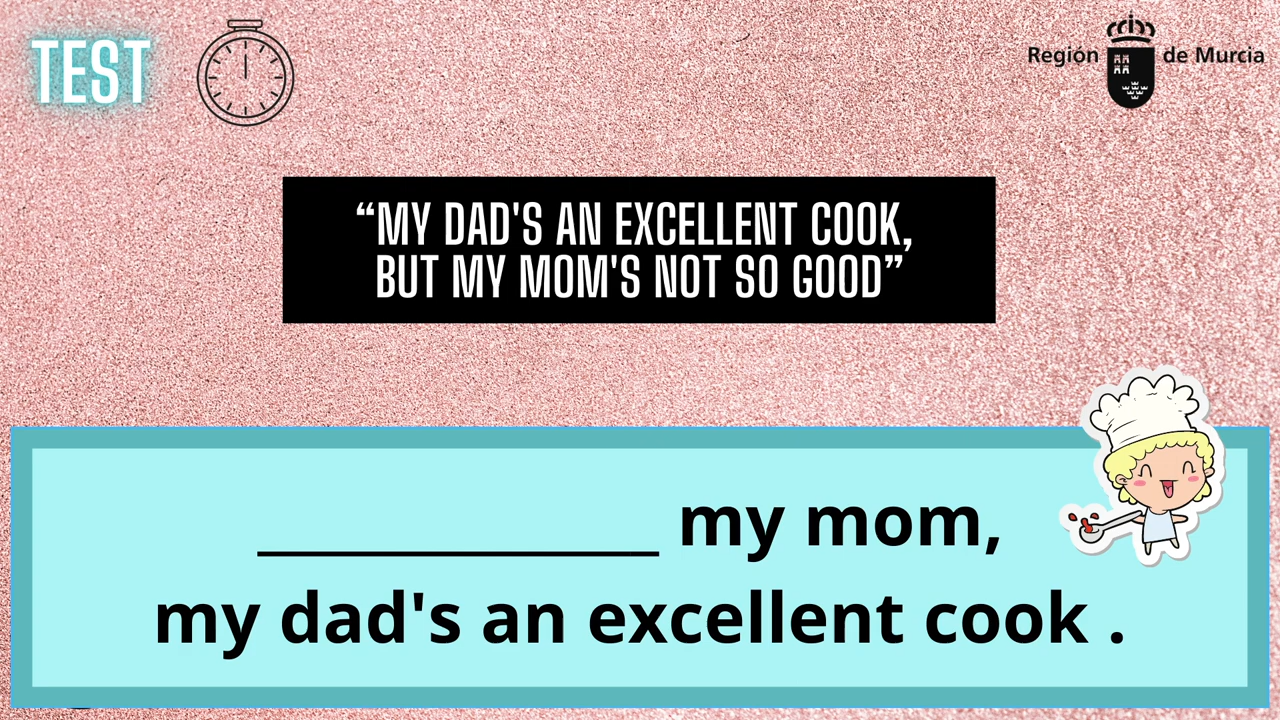 TEST
Región de Murcia
“MY DAD'S AN EXCELLENT COOK,
BUT MY MOM'S NOT SO GOOD”
______________ my mom,
my dad's an excellent cook .